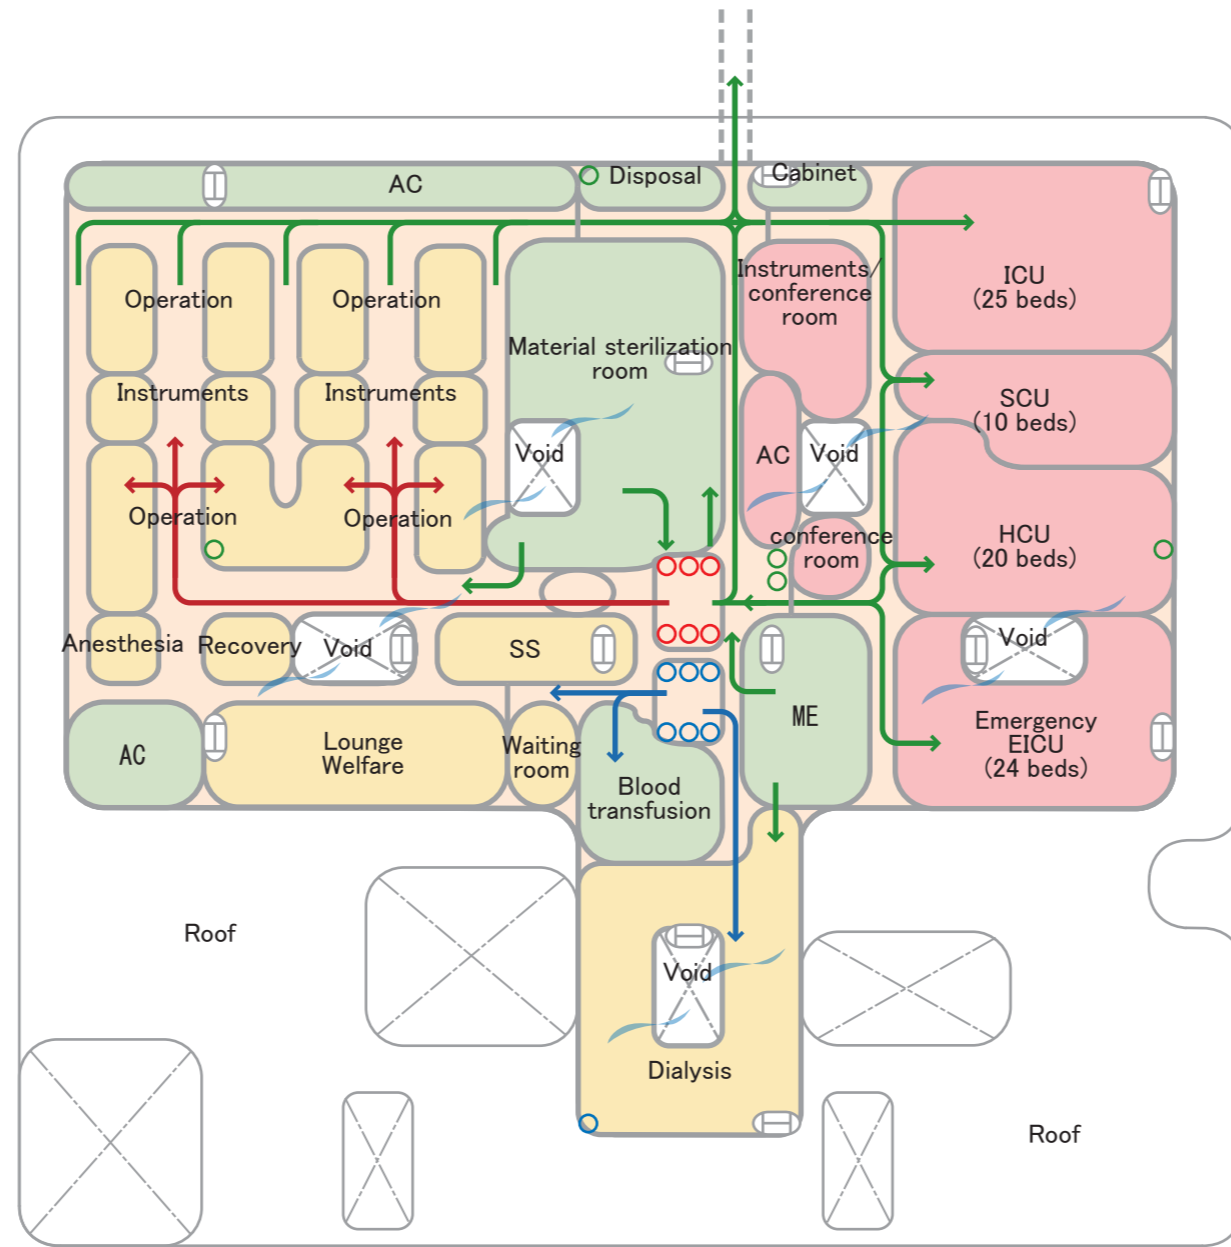 AC
Disposal
Cabinet
Operation
Operation
Material sterilization
room
Instruments/
conference
room
ICU
(25 beds)
Instruments
Instruments
SCU
(10 beds)
Void
AC
Void
Operation
Operation
conference
room
HCU
(20 beds)
Anesthesia
Recovery
Void
SS
Void
ME
Emergency
EICU
(24 beds)
AC
Lounge
Welfare
Waiting
room
Blood
transfusion
Roof
Void
Dialysis
Roof